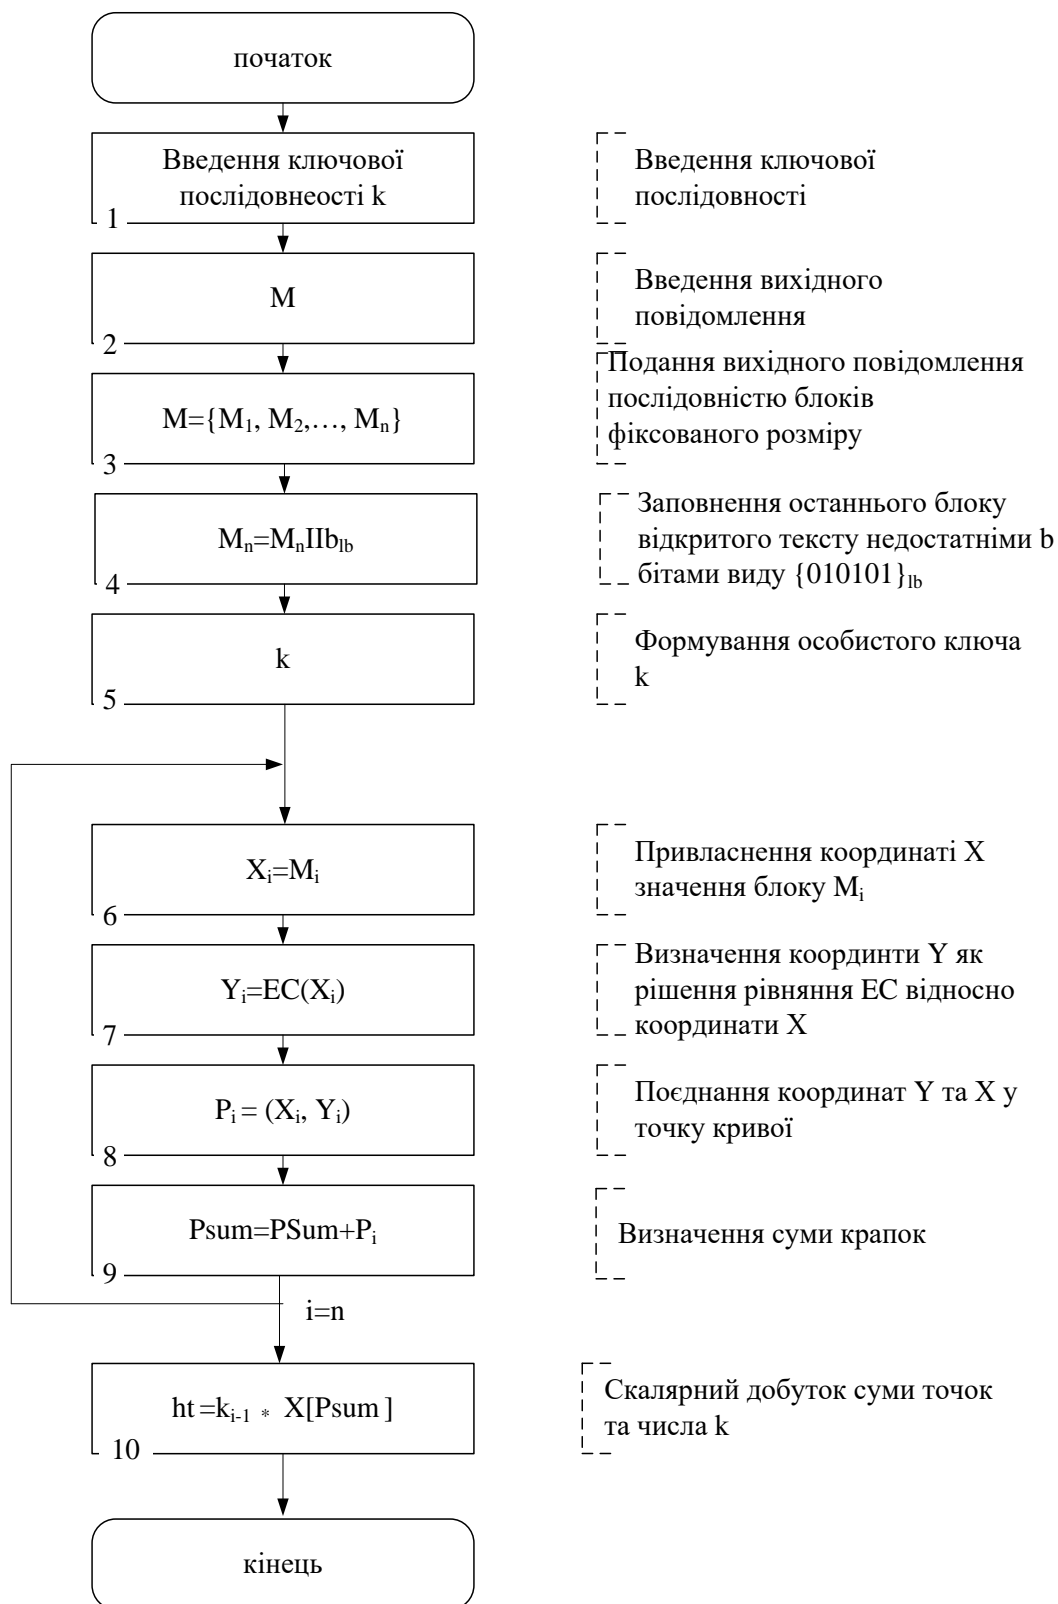 початок
Введення ключової
послідовнеості k
1
Введення ключової
послідовності
M
2
Введення вихідного
повідомлення
M={M₁, M₂,…, Mₙ}
3
Подання вихідного повідомлення
послідовністю блоків
фіксованого розміру
Mₙ=MₙIIb_lb
4
Заповнення останнього блоку
відкритого тексту недостатніми b
бітами виду {010101}_lb
k
5
Формування особистого ключа
k
Xᵢ=Mᵢ
6
Привласнення координаті X
значення блоку Mᵢ
Yᵢ=EC(Xᵢ)
7
Визначення координти Y як
рішення рівняння EC відносно
координати X
Pᵢ = (Xᵢ, Yᵢ)
8
Поєднання координат Y та X у
точку кривої
Psum=PSum+Pᵢ
9
Визначення суми крапок
i=n
ht =kᵢ₋₁ * X[Psum ]
10
Скалярний добуток суми точок
та числа k
кінець